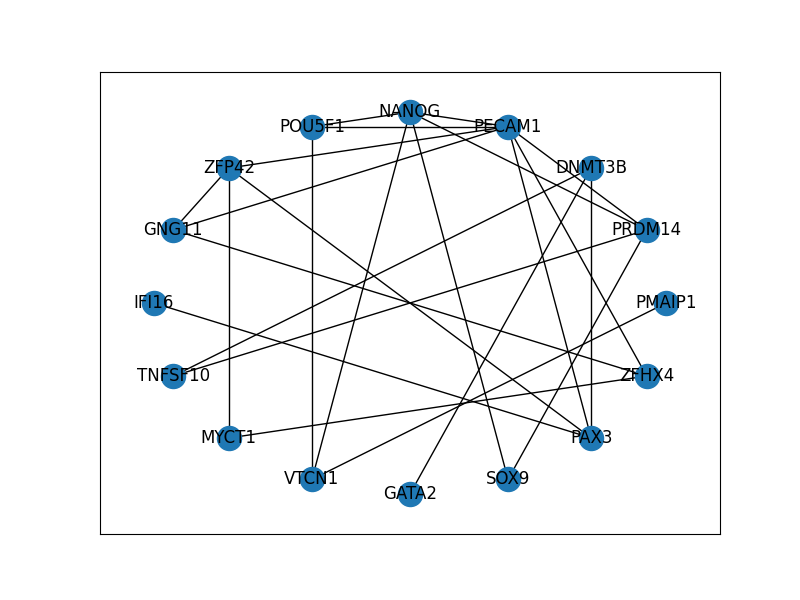 NANOG
POU5F1
PECAM1
ZFP42
DNMT3B
GNG11
PRDM14
IFI16
PMAIP1
TNFSF10
ZFHX4
MYCT1
PAX3
VTCN1
SOX9
GATA2